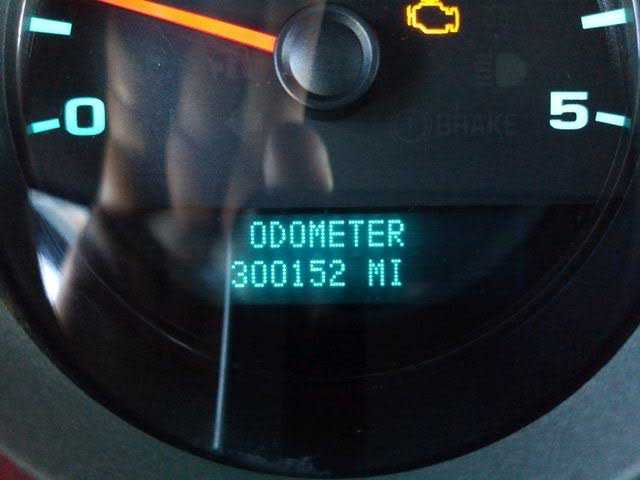 0
5
BRAKE
ODOMETER
300152 MI